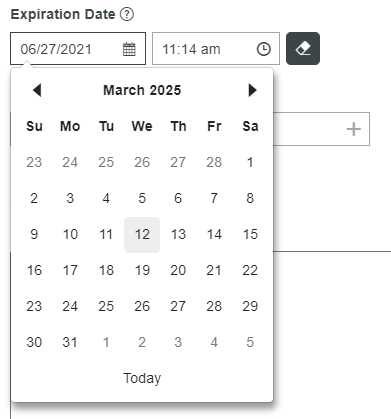 Expiration Date ?
06/27/2021 11:14 am
March 2025
Su Mo Tu We Th Fr Sa
23 24 25 26 27 28 1
2 3 4 5 6 7 8
9 10 11 12 13 14 15
16 17 18 19 20 21 22
23 24 25 26 27 28 29
30 31 1 2 3 4 5
Today